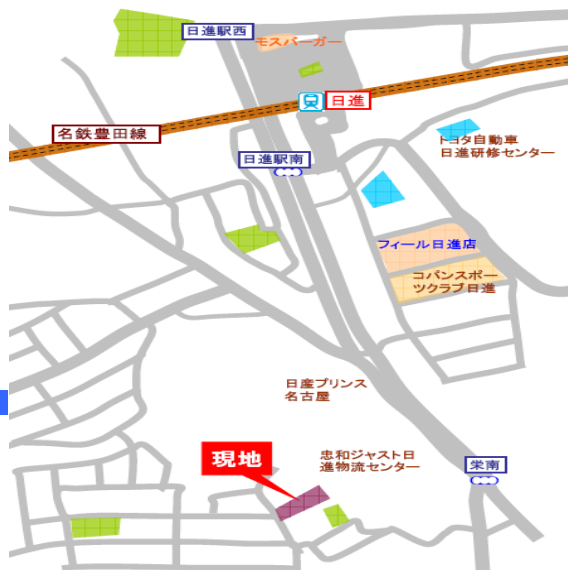 日進駅西
モスバーガー
日進
名鉄豊田線
トヨタ自動車
日進研修センター
日進駅南
フィール日進店
コパンスポー
ツクラブ日進
日産プリンス
名古屋
現地
忠和ジャスト日
進物流センター
栄南